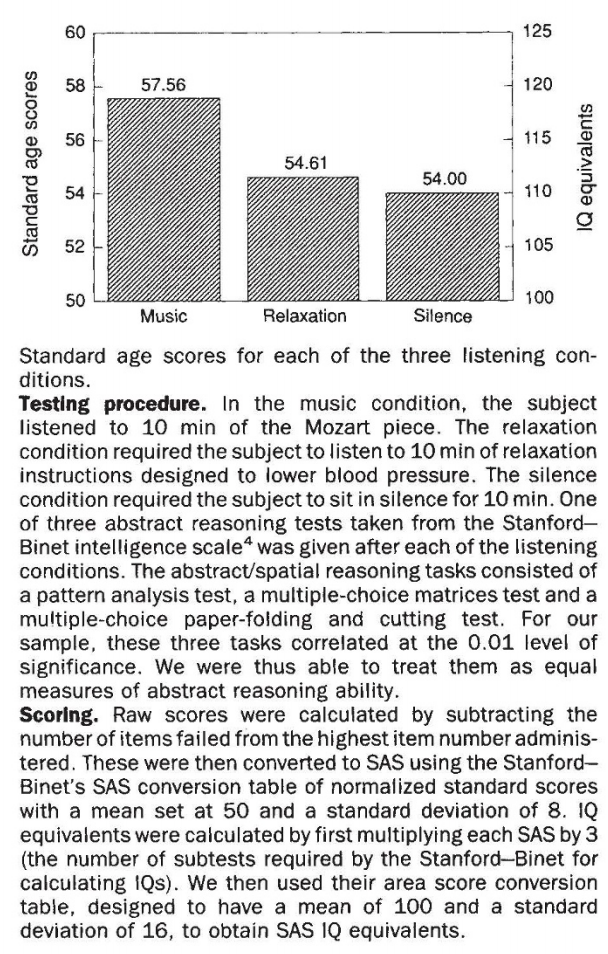 60
58
56
54
52
50
Standard age scores
57.56
54.61
54.00
125
120
115
110
105
100
IQ equivalents
Music
Relaxation
Silence
Standard age scores for each of the three listening con-
ditions.
Testing procedure. In the music condition, the subject
listened to 10 min of the Mozart piece. The relaxation
condition required the subject to listen to 10 min of relaxation
instructions designed to lower blood pressure. The silence
condition required the subject to sit in silence for 10 min. One
of three abstract reasoning tests taken from the Stanford–
Binet intelligence scale⁴ was given after each of the listening
conditions. The abstract/spatial reasoning tasks consisted of
a pattern analysis test, a multiple-choice matrices test and a
multiple-choice paper-folding and cutting test. For our
sample, these three tasks correlated at the 0.01 level of
significance. We were thus able to treat them as equal
measures of abstract reasoning ability.
Scoring. Raw scores were calculated by subtracting the
number of items failed from the highest item number adminis-
tered. These were then converted to SAS using the Stanford–
Binet's SAS conversion table of normalized standard scores
with a mean set at 50 and a standard deviation of 8. IQ
equivalents were calculated by first multiplying each SAS by 3
(the number of subtests required by the Stanford–Binet for
calculating IQs). We then used their area score conversion
table, designed to have a mean of 100 and a standard
deviation of 16, to obtain SAS IQ equivalents.